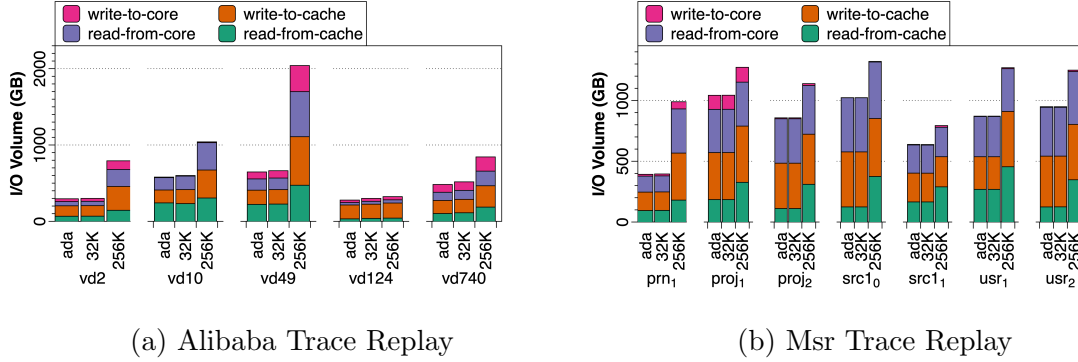 write-to-core write-to-cache
read-from-core read-from-cache
I/O Volume (GB)
0 1000 2000
ada 32K 256K ada 32K 256K ada 32K 256K ada 32K 256K ada 32K 256K
vd2 vd10 vd49 vd124 vd740
(a) Alibaba Trace Replay
write-to-core write-to-cache
read-from-core read-from-cache
I/O Volume (GB)
0 500 1000
ada 32K 256K ada 32K 256K ada 32K 256K ada 32K 256K ada 32K 256K ada 32K 256K ada 32K 256K
prn₁ proj₁ proj₂ src1₀ src1₁ usr₁ usr₂
(b) Msr Trace Replay